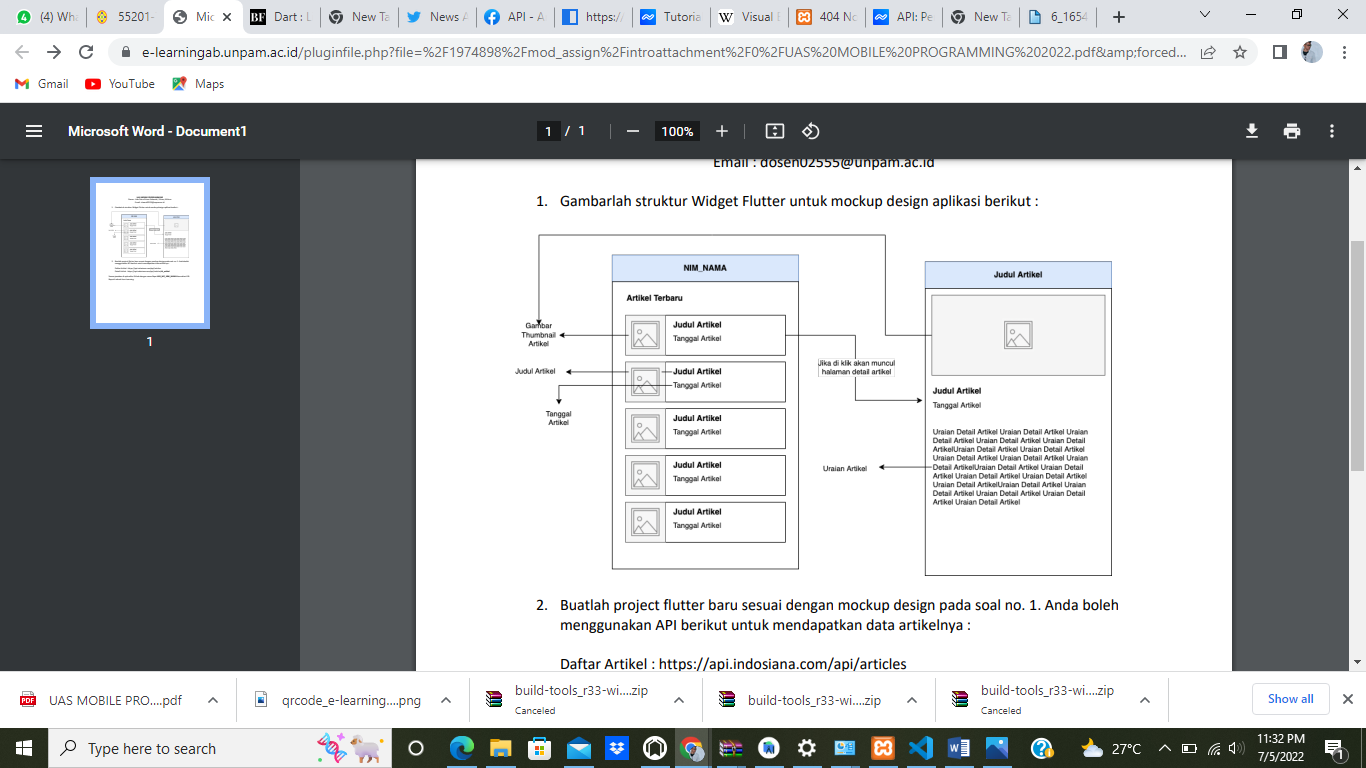 (4) Wha
55201-
Mic
Dart : L
New Ta
News A
API - A
https:/
Tutoria
Visual E
404 No
API: Pe
New Ta
6_1654
e-learningab.unpam.ac.id/pluginfile.php?file=%2F1974898%2Fmod_assign%2Fintroattachment%2F0%2FUAS%20MOBILE%20PROGRAMMING%202022.pdf&amp;forced...
Gmail
YouTube
Maps
Microsoft Word - Document1
1 / 1
100%
1
Email : dosen02555@unpam.ac.id
1. Gambarlah struktur Widget Flutter untuk mockup design aplikasi berikut :
NIM_NAMA
Artikel Terbaru
Judul Artikel
Tanggal Artikel
Judul Artikel
Tanggal Artikel
Judul Artikel
Tanggal Artikel
Judul Artikel
Tanggal Artikel
Judul Artikel
Tanggal Artikel
Gambar
Thumbnail
Artikel
Judul Artikel
Tanggal
Artikel
Jika di klik akan muncul
halaman detail artikel
Uraian Artikel
Judul Artikel
Judul Artikel
Tanggal Artikel
Uraian Detail Artikel Uraian Detail Artikel Uraian
Detail Artikel Uraian Detail Artikel Uraian Detail
ArtikelUraian Detail Artikel Uraian Detail Artikel
Uraian Detail Artikel Uraian Detail Artikel Uraian
Detail ArtikelUraian Detail Artikel Uraian Detail
Artikel Uraian Detail Artikel Uraian Detail Artikel
Uraian Detail ArtikelUraian Detail Artikel Uraian
Detail Artikel Uraian Detail Artikel Uraian Detail
Artikel Uraian Detail Artikel
2. Buatlah project flutter baru sesuai dengan mockup design pada soal no. 1. Anda boleh
menggunakan API berikut untuk mendapatkan data artikelnya :
Daftar Artikel : https://api.indosiana.com/api/articles
UAS MOBILE PRO....pdf
qrcode_e-learning....png
build-tools_r33-wi....zip
Canceled
build-tools_r33-wi....zip
build-tools_r33-wi....zip
Canceled
Show all
Type here to search
27°C
11:32 PM
7/5/2022
1